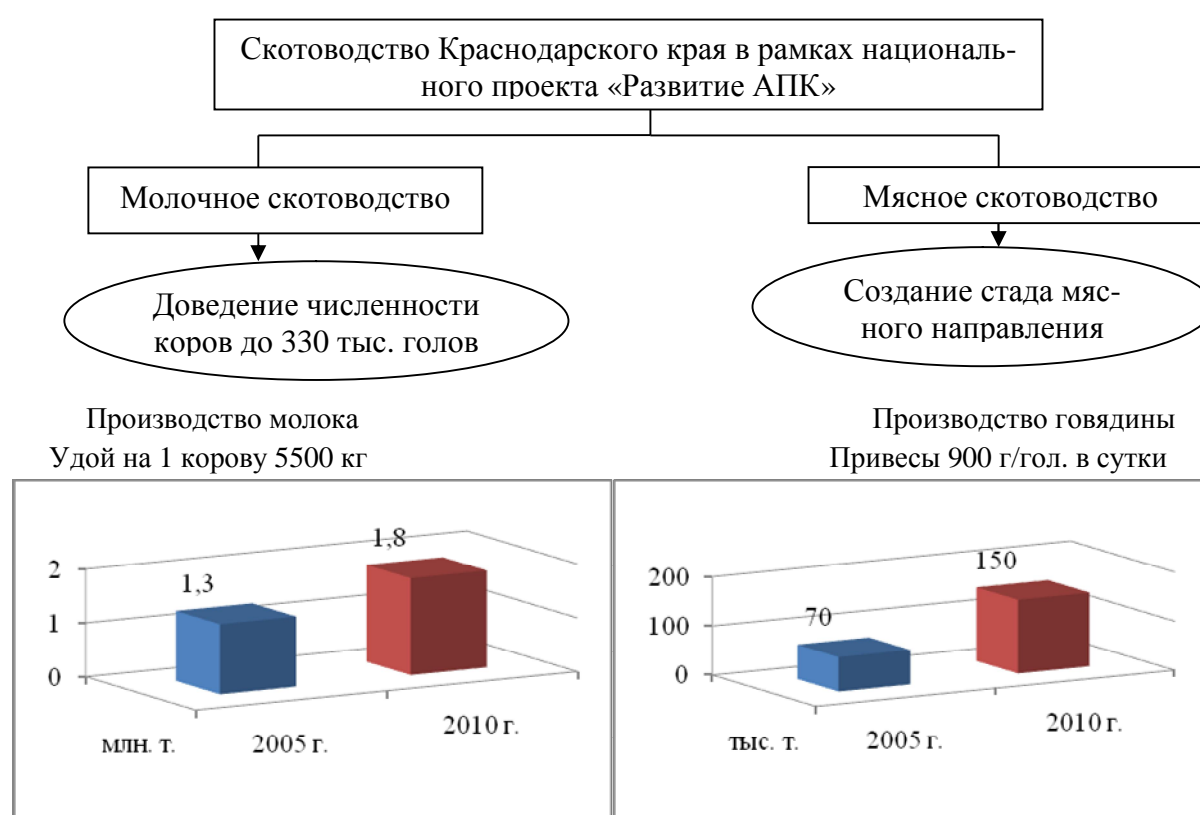 Скотоводство Краснодарского края в рамках националь-
ного проекта «Развитие АПК»
Молочное скотоводство
Мясное скотоводство
Доведение численности
коров до 330 тыс. голов
Создание стада мяс-
ного направления
Производство молока
Удой на 1 корову 5500 кг
Производство говядины
Привесы 900 г/гол. в сутки
2
1
0
1,3
1,8
млн. т.
2005 г.
2010 г.
200
100
0
70
150
тыс. т.
2005 г.
2010 г.